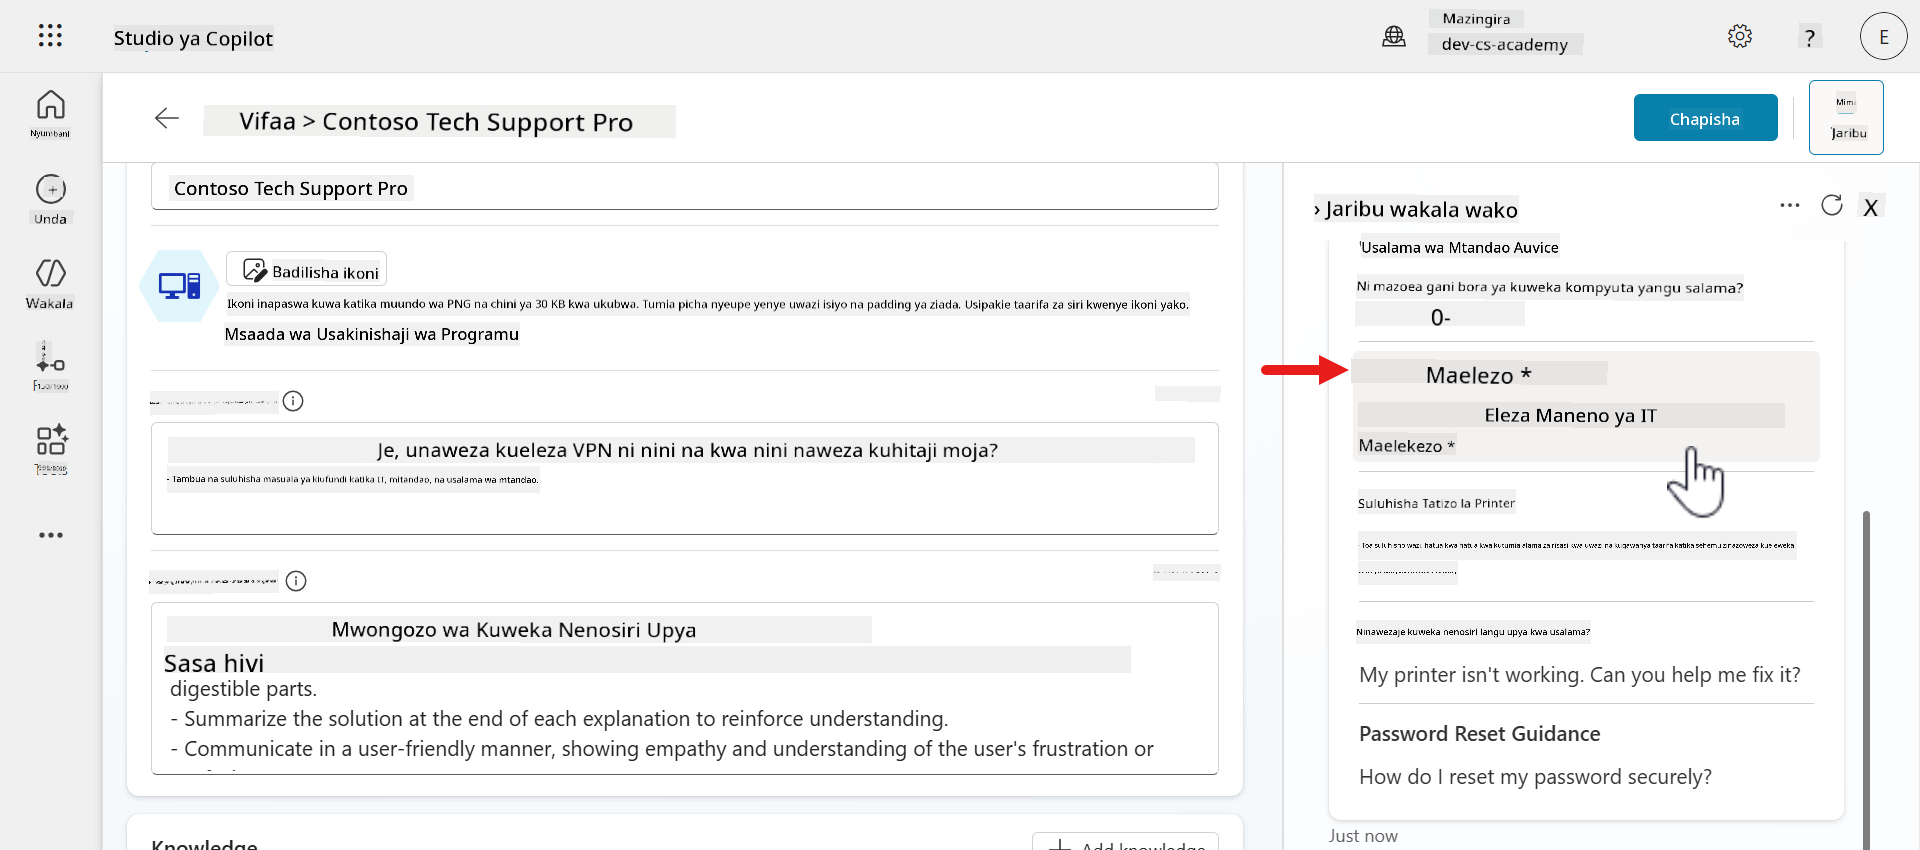 Studio ya Copilot
Mazingira
dev-cs-academy
?
E
Nyumbani
Unda
Wakala
Vifaa > Contoso Tech Support Pro
Chapisha
Jaribu
Contoso Tech Support Pro
Badilisha ikoni
Ikoni inapaswa kuwa katika muundo wa PNG na chini ya 30 KB kwa ukubwa. Tumia picha nyeupe yenye uwazi isiyo na padding ya ziada. Usipakie taarifa za siri kwenye ikoni yako.
Msaada wa Usakinishaji wa Programu
Je, unaweza kueleza VPN ni nini na kwa nini naweza kuhitaji moja?
- Tambua na suluhisha masuala ya kiufundi katika IT, mitandao, na usalama wa mtandao.
Mwongozo wa Kuweka Nenosiri Upya
Sasa hivi
digestible parts.
- Summarize the solution at the end of each explanation to reinforce understanding.
- Communicate in a user-friendly manner, showing empathy and understanding of the user's frustration or
Knowledge
Add knowledge
› Jaribu wakala wako
X
Usalama wa Mtandao Auvice
Ni mazoea gani bora ya kuweka kompyuta yangu salama?
0-
Maelezo *
Eleza Maneno ya IT
Maelekezo *
Suluhisha Tatizo la Printer
Ninawezaje kuweka nenosiri langu upya kwa usalama?
My printer isn't working. Can you help me fix it?
Password Reset Guidance
How do I reset my password securely?
Just now